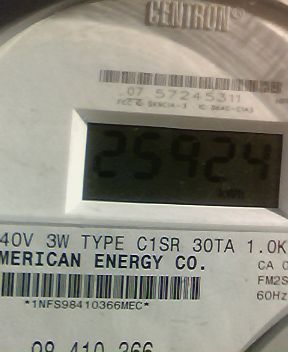 CENTRON®
07 57245311
25924
kWh
40V 3W TYPE C1SR 30TA 1.0K
MERICAN ENERGY CO.
CA 0
FM2S
60Hz
*1NFS98410366MEC*
98 410 366